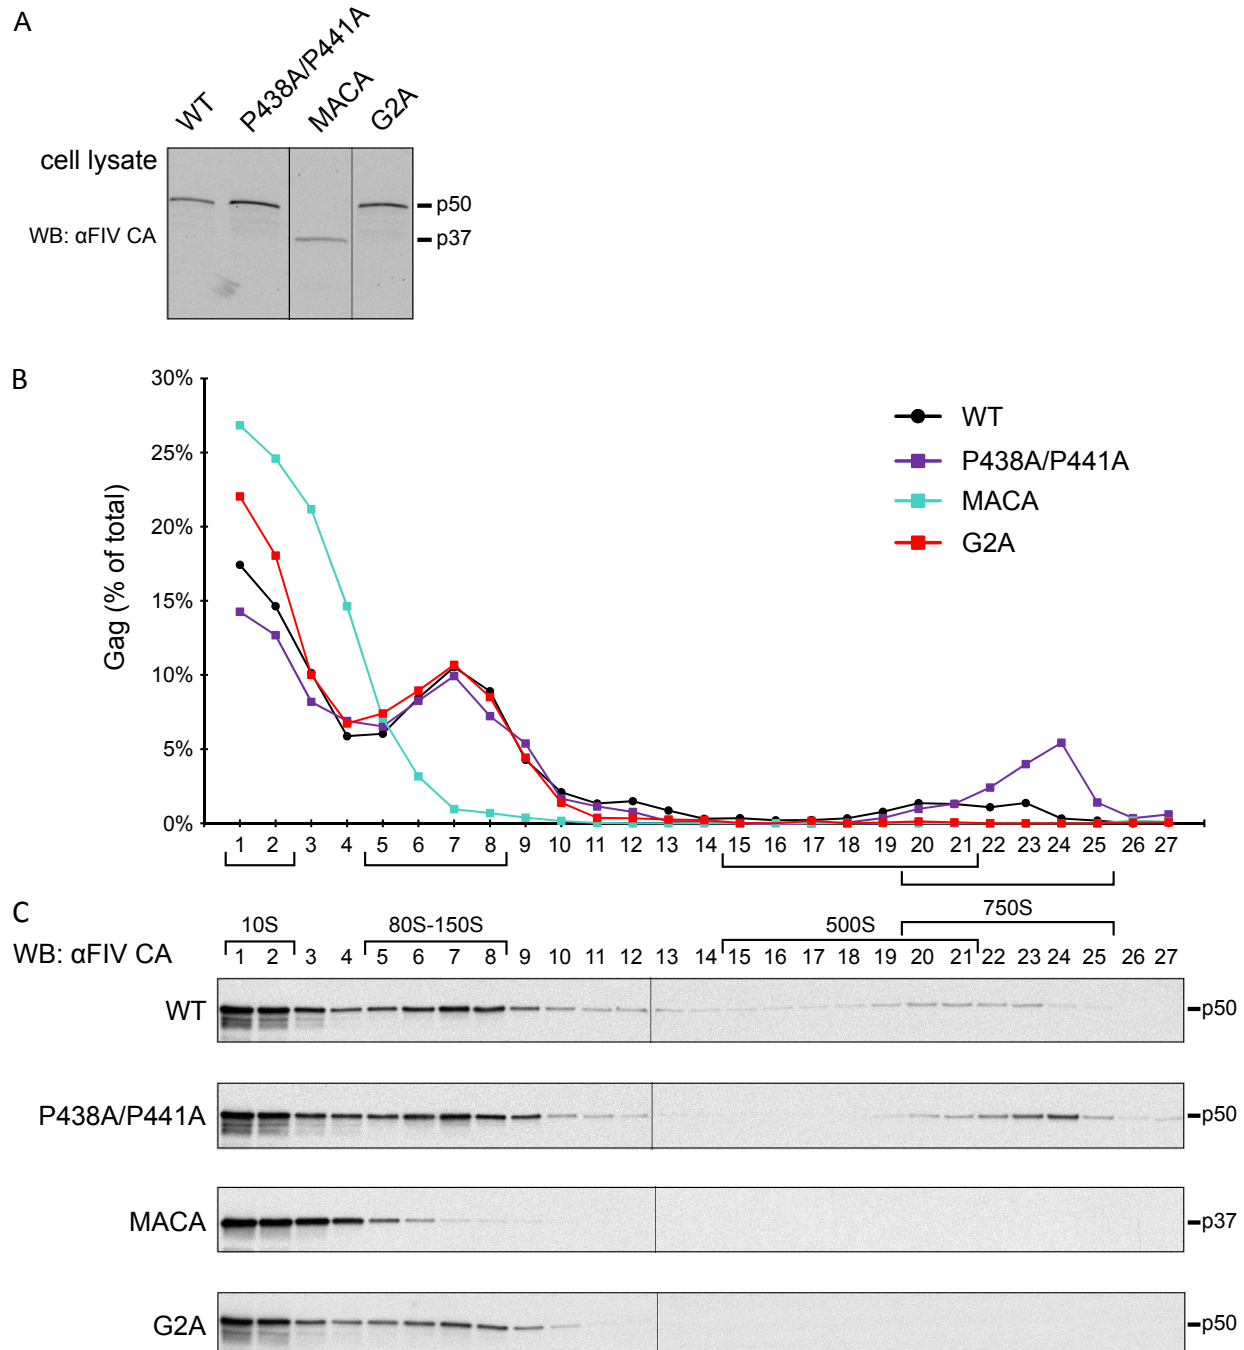 A
WT P438A/P441A MACA G2A
cell lysate
p50
WB: αFIV CA
p37
B
30%
25%
20%
15%
10%
5%
0%
Gag (% of total)
WT
P438A/P441A
MACA
G2A
1 2 3 4 5 6 7 8 9 10 11 12 13 14 15 16 17 18 19 20 21 22 23 24 25 26 27
C
10S 80S-150S 500S 750S
WB: αFIV CA 1 2 3 4 5 6 7 8 9 10 11 12 13 14 15 16 17 18 19 20 21 22 23 24 25 26 27
WT p50
P438A/P441A p50
MACA p37
G2A p50